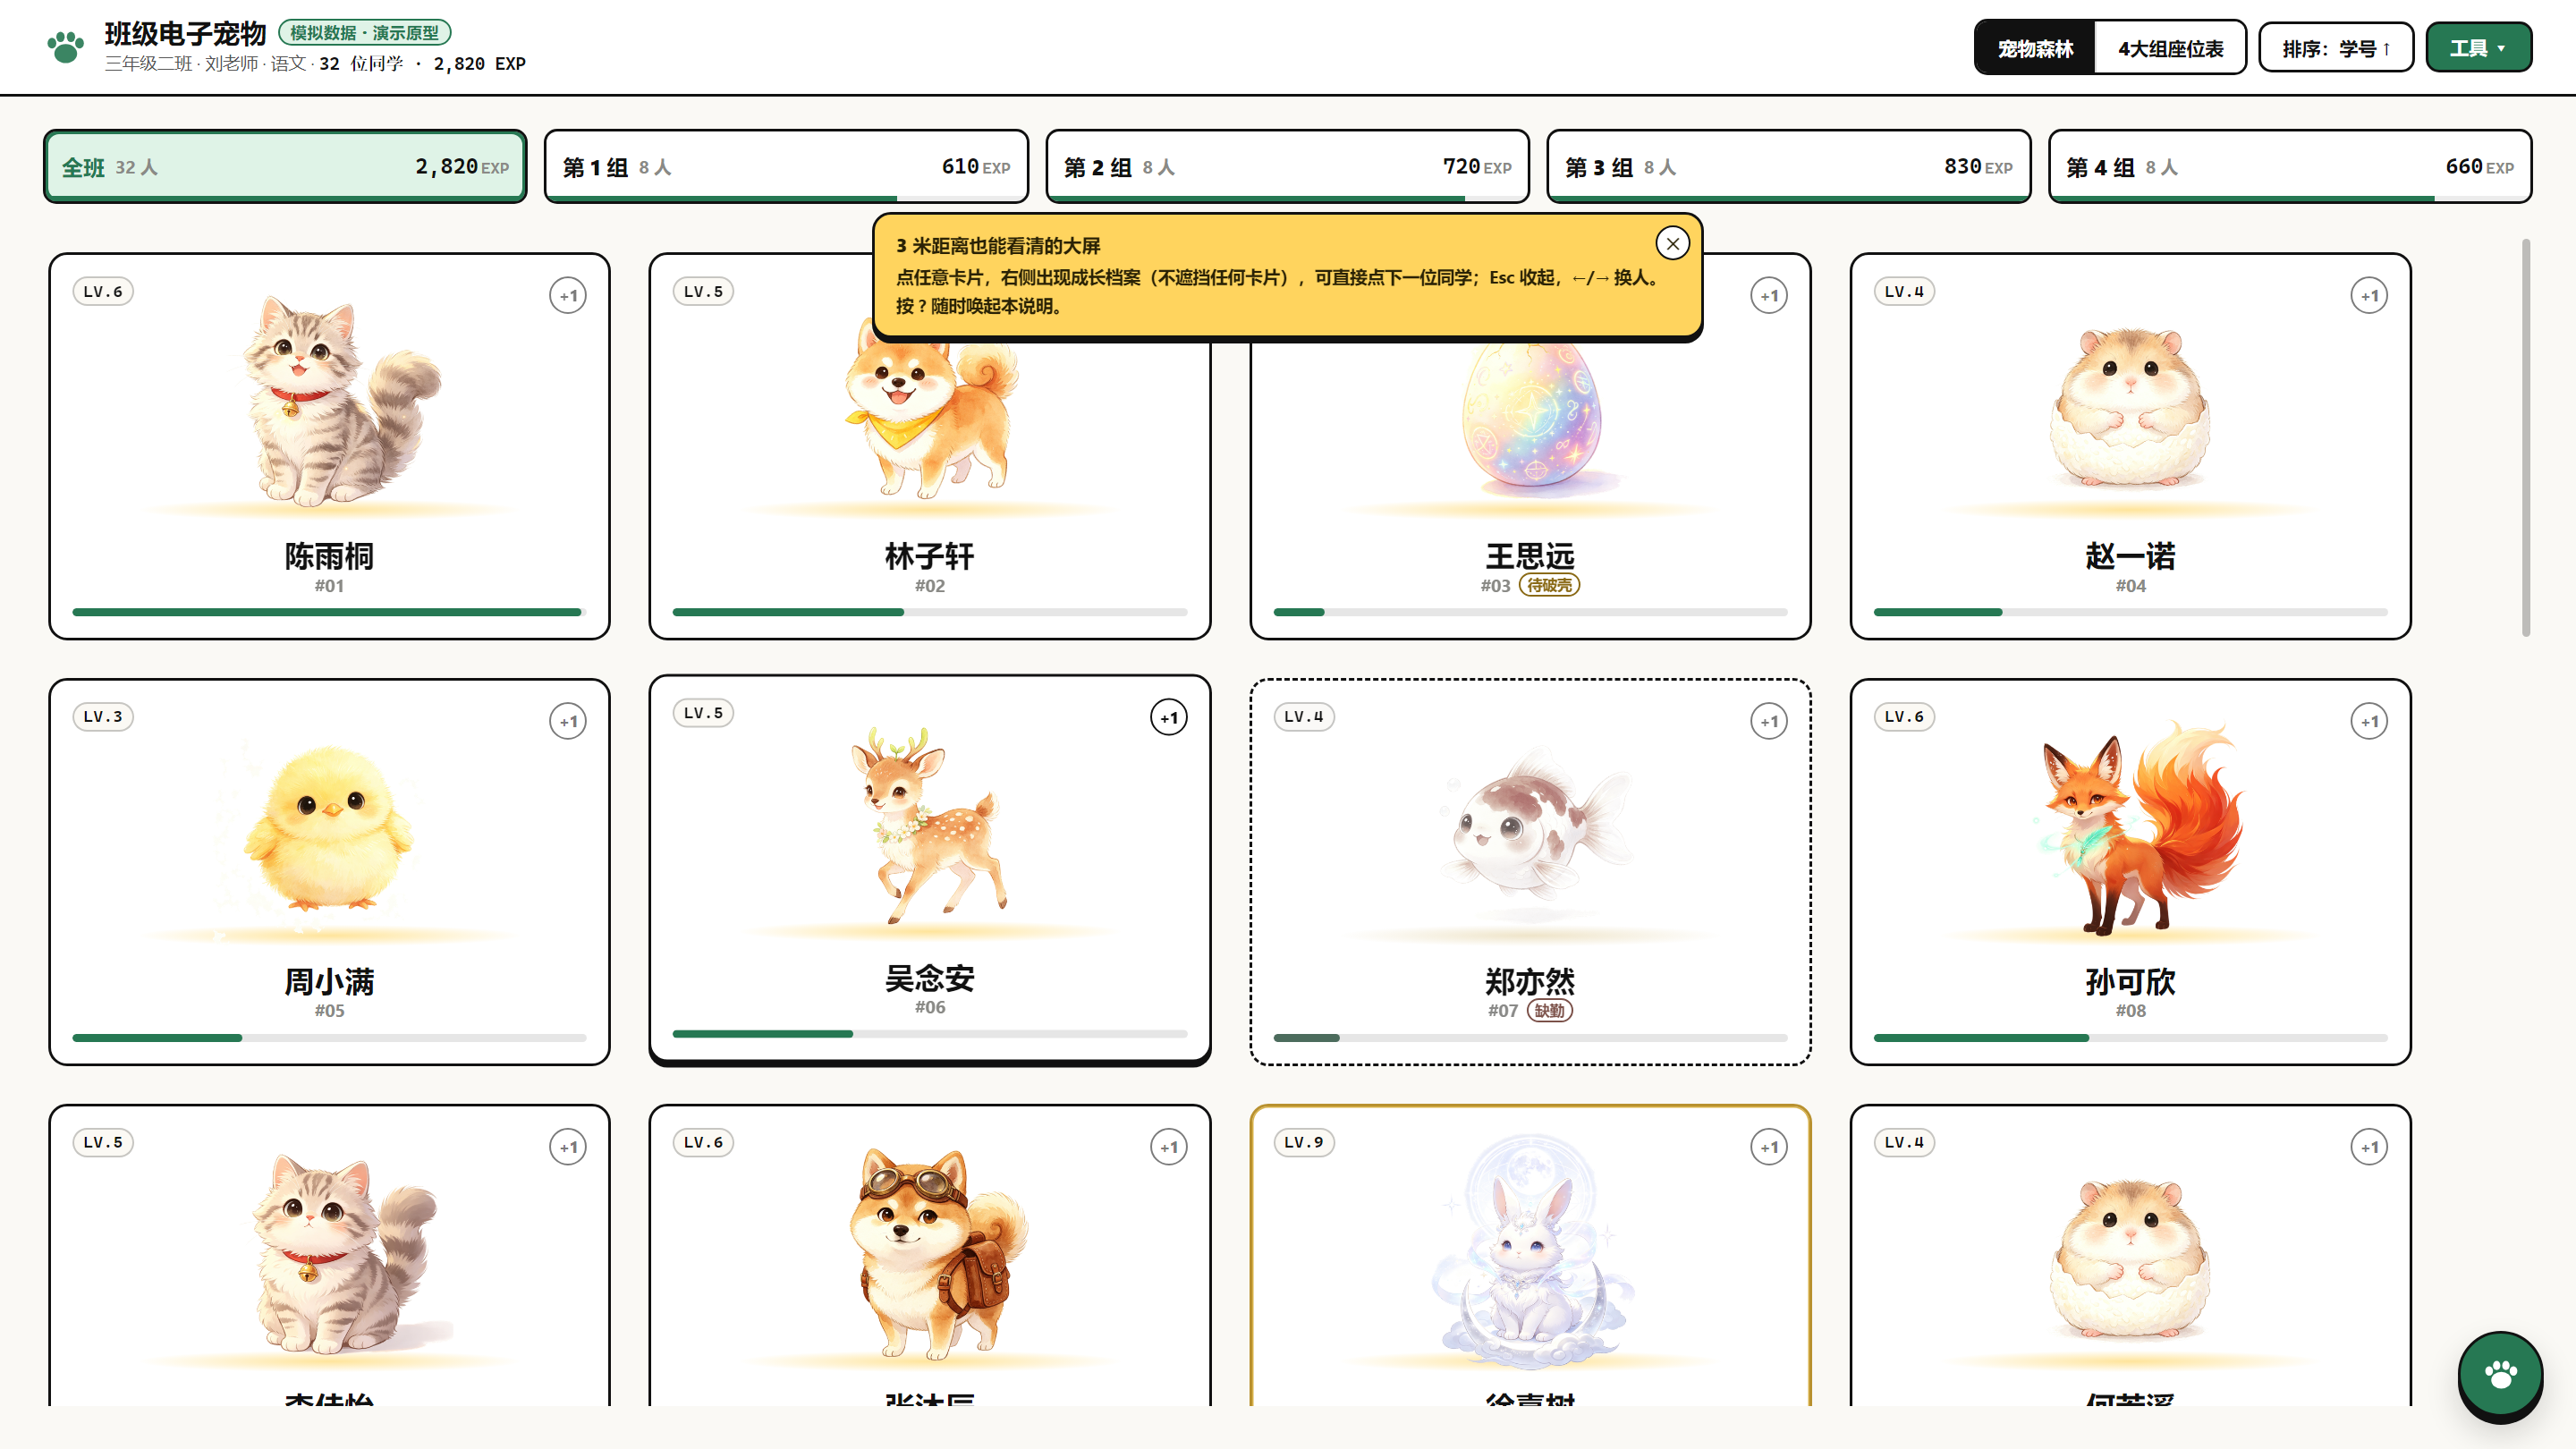 班级电子宠物 模拟数据 · 演示原型
三年级二班 · 刘老师 · 语文 · 32 位同学 · 2,820 EXP
宠物森林 4大组座位表 排序：学号 ↑ 工具 ▾
全班 32 人 2,820 EXP
第 1 组 8 人 610 EXP
第 2 组 8 人 720 EXP
第 3 组 8 人 830 EXP
第 4 组 8 人 660 EXP
3 米距离也能看清的大屏
点任意卡片，右侧出现成长档案（不遮挡任何卡片），可直接点下一位同学；Esc 收起，←/→ 换人。
按 ? 随时唤起本说明。
LV.6 +1
陈雨桐
#01
LV.5
林子轩
#02
+1
王思远
#03 待破壳
LV.4 +1
赵一诺
#04
LV.3 +1
周小满
#05
LV.5 +1
吴念安
#06
LV.4 +1
郑亦然
#07 缺勤
LV.6 +1
孙可欣
#08
LV.5 +1
LV.6 +1
LV.9 +1
LV.4 +1